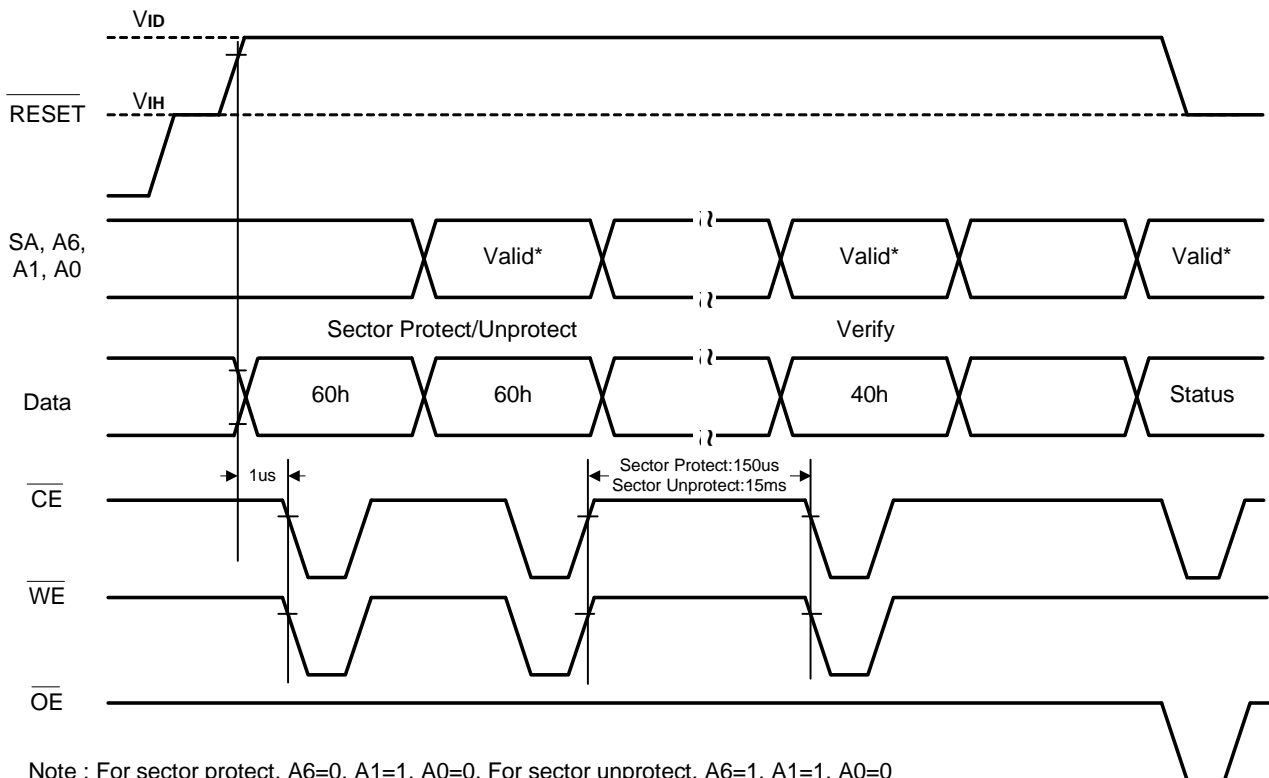 VID
RESET
VIH
SA, A6,
A1, A0
Valid*
Valid*
Valid*
Sector Protect/Unprotect
Verify
Data
60h
60h
40h
Status
1us
Sector Protect:150us
Sector Unprotect:15ms
CE
WE
OE
Note : For sector protect, A6=0, A1=1, A0=0. For sector unprotect, A6=1, A1=1, A0=0